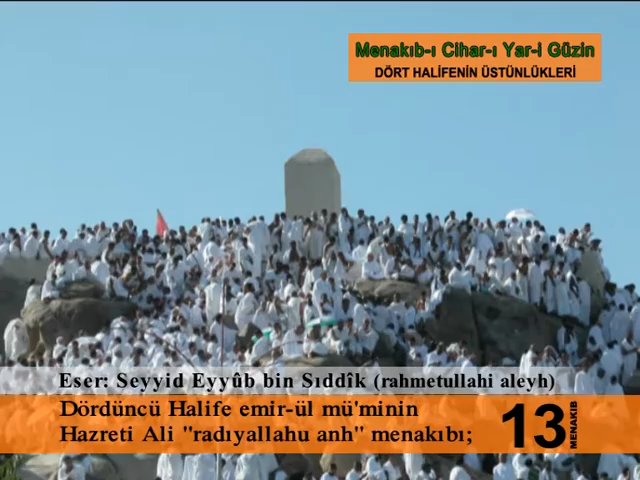 Menakıb-ı Cihar-ı Yar-i Güzin
DÖRT HALİFENİN ÜSTÜNLÜKLERİ
Eser: Seyyid Eyyûb bin Sıddîk (rahmetullahi aleyh)
Dördüncü Halife emir-ül mü'minin
Hazreti Ali "radıyallahu anh" menakıbı;
13
MENAKIB